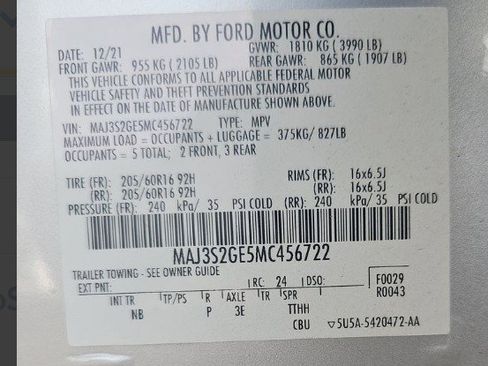 MFD. BY FORD MOTOR CO.
DATE: 12/21 GVWR: 1810 KG ( 3990 LB)
FRONT GAWR: 955 KG ( 2105 LB) REAR GAWR: 865 KG ( 1907 LB)
THIS VEHICLE CONFORMS TO ALL APPLICABLE FEDERAL MOTOR
VEHICLE SAFETY AND THEFT PREVENTION STANDARDS
IN EFFECT ON THE DATE OF MANUFACTURE SHOWN ABOVE.
VIN: MAJ3S2GE5MC456722 TYPE: MPV
MAXIMUM LOAD = OCCUPANTS + LUGGAGE = 375KG/ 827LB
OCCUPANTS = 5 TOTAL; 2 FRONT, 3 REAR
TIRE (FR): 205/60R16 92H RIMS (FR): 16x6.5J
(RR): 205/60R16 92H (RR): 16x6.5J
PRESSURE (FR): 240 kPa/ 35 PSI COLD (RR): 240 kPa/ 35 PSI COLD
MAJ3S2GE5MC456722
TRAILER TOWING - SEE OWNER GUIDE
EXT PNT: RC: 24 DSO: F0029
INT TR TP/PS R AXLE TR SPR R0043
NB P 3E TTHH
CBU 5U5A-5420472-AA